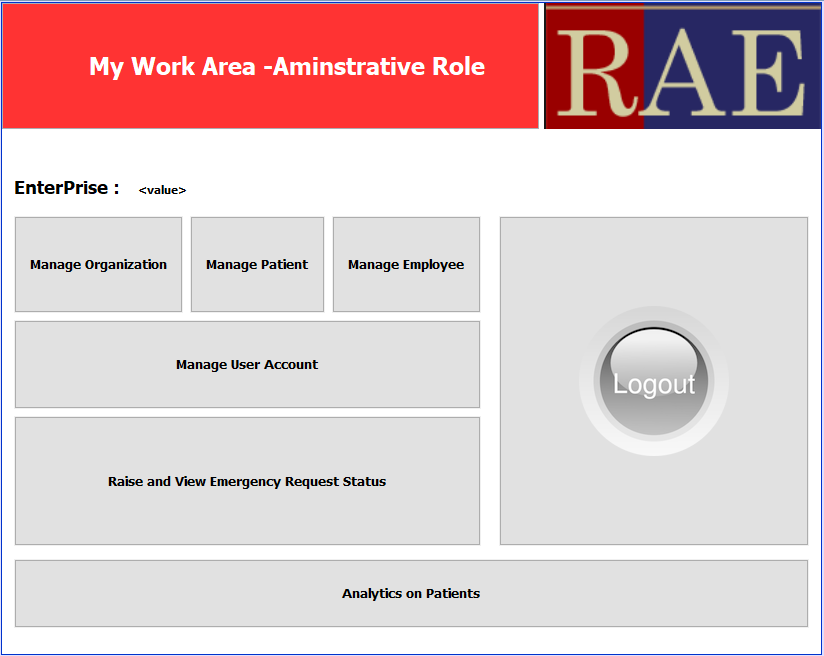 My Work Area -Aminstrative Role
RAE
EnterPrise : <value>
Manage Organization
Manage Patient
Manage Employee
Manage User Account
Logout
Raise and View Emergency Request Status
Analytics on Patients